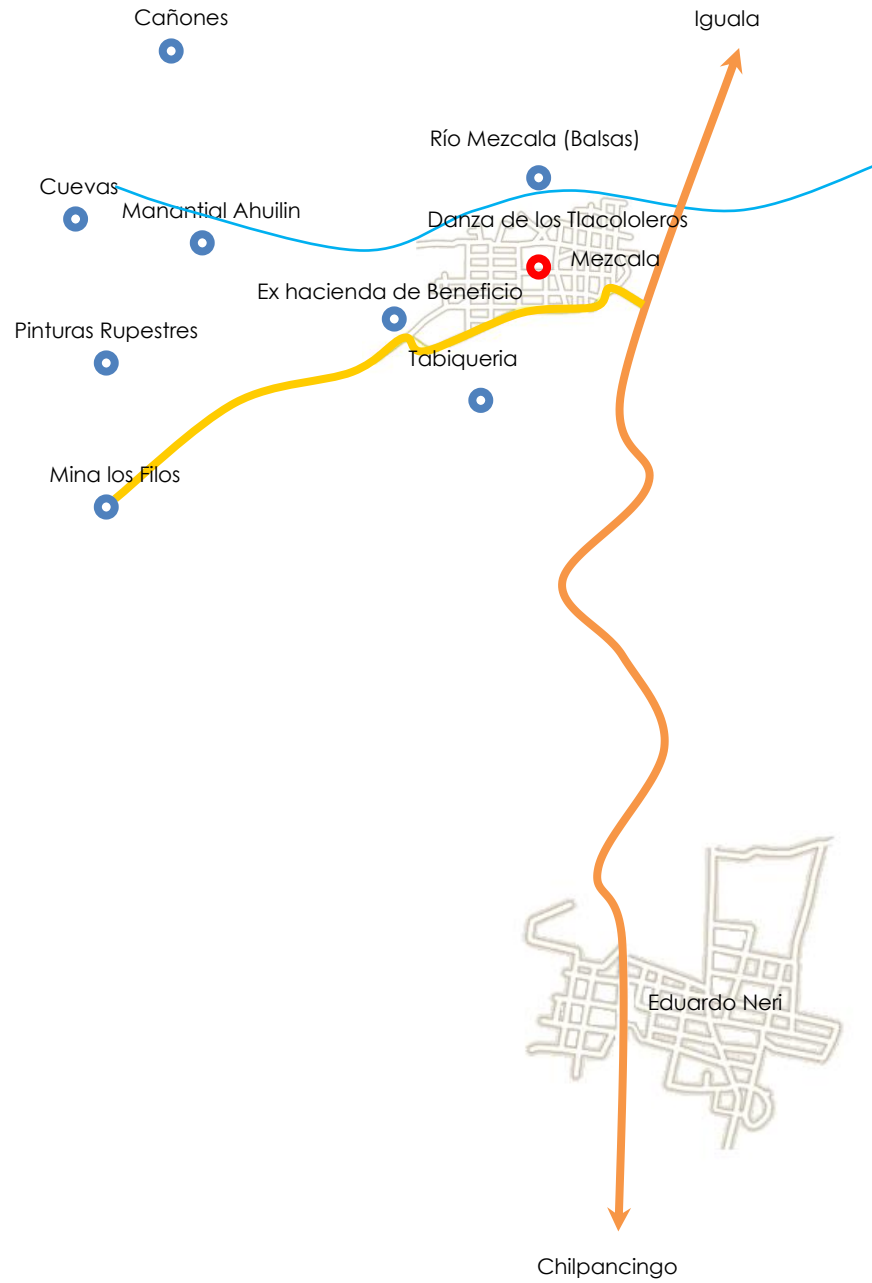 Cañones
Iguala
Río Mezcala (Balsas)
Cuevas
Manantial Ahuilin
Danza de los Tlacololeros
Mezcala
Ex hacienda de Beneficio
Pinturas Rupestres
Tabiqueria
Mina los Filos
Eduardo Neri
Chilpancingo